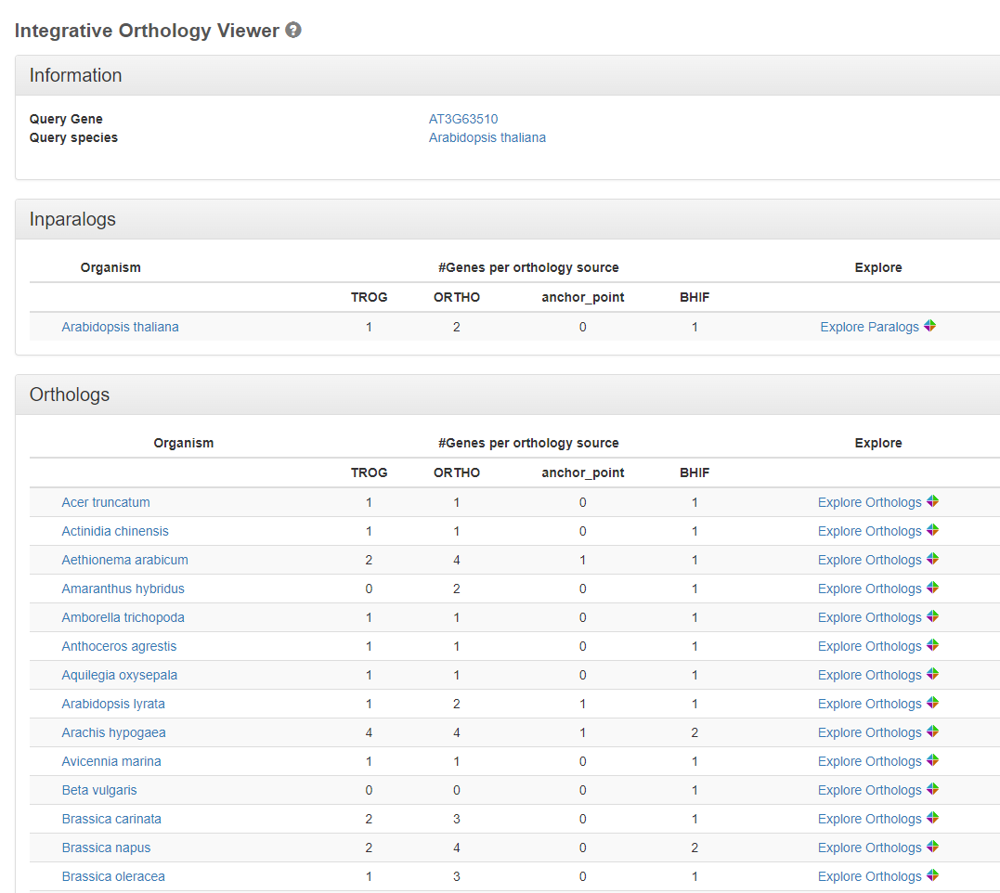 Integrative Orthology Viewer ?
Information
Query Gene AT3G63510
Query species Arabidopsis thaliana
Inparalogs
Organism #Genes per orthology source Explore
TROG ORTHO anchor_point BHIF
Arabidopsis thaliana 1 2 0 1 Explore Paralogs
Orthologs
Organism #Genes per orthology source Explore
TROG ORTHO anchor_point BHIF
Acer truncatum 1 1 0 1 Explore Orthologs
Actinidia chinensis 1 1 0 1 Explore Orthologs
Aethionema arabicum 2 4 1 1 Explore Orthologs
Amaranthus hybridus 0 2 0 1 Explore Orthologs
Amborella trichopoda 1 1 0 1 Explore Orthologs
Anthoceros agrestis 1 1 0 1 Explore Orthologs
Aquilegia oxysepala 1 1 0 1 Explore Orthologs
Arabidopsis lyrata 1 2 1 1 Explore Orthologs
Arachis hypogaea 4 4 1 2 Explore Orthologs
Avicennia marina 1 1 0 1 Explore Orthologs
Beta vulgaris 0 0 0 1 Explore Orthologs
Brassica carinata 2 3 0 1 Explore Orthologs
Brassica napus 2 4 0 2 Explore Orthologs
Brassica oleracea 1 3 0 1 Explore Orthologs